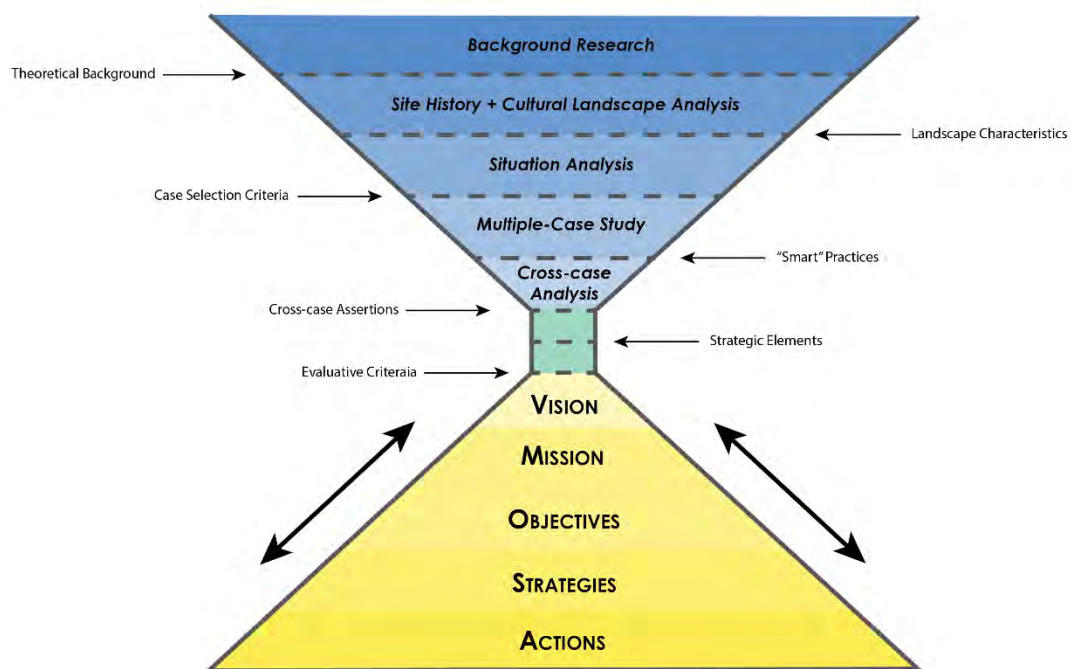 Background Research
Theoretical Background
Site History + Cultural Landscape Analysis
Landscape Characteristics
Situation Analysis
Case Selection Criteria
Multiple-Case Study
"Smart" Practices
Cross-case
Analysis
Cross-case Assertions
Strategic Elements
Evaluative Criteraia
VISION
MISSION
OBJECTIVES
STRATEGIES
ACTIONS